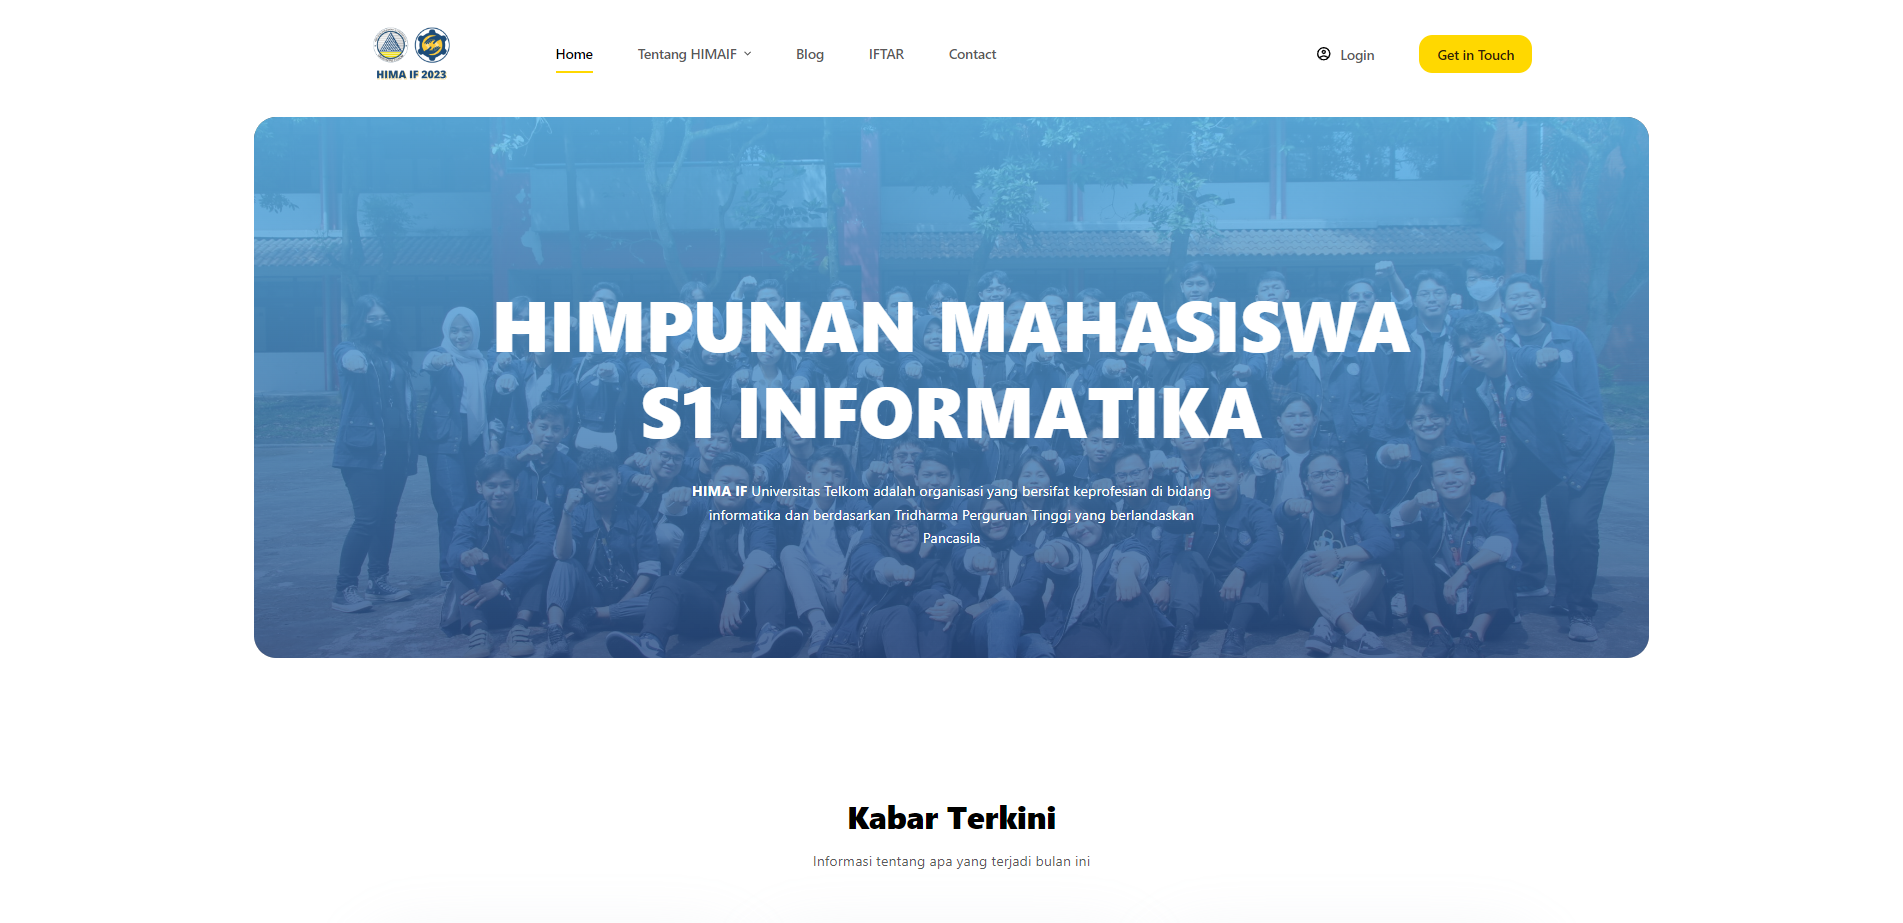 HIMA IF 2023
Home
Tentang HIMAIF
Blog
IFTAR
Contact
Login
Get in Touch
HIMPUNAN MAHASISWA
S1 INFORMATIKA
HIMA IF Universitas Telkom adalah organisasi yang bersifat keprofesian di bidang
informatika dan berdasarkan Tridharma Perguruan Tinggi yang berlandaskan
Pancasila
Kabar Terkini
Informasi tentang apa yang terjadi bulan ini